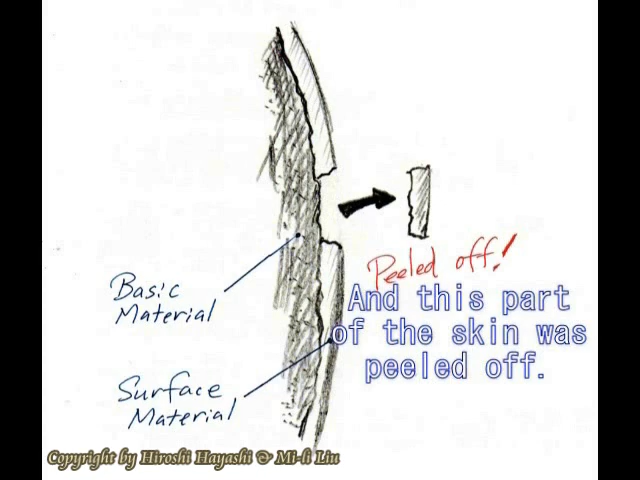 Peeled off!
Basic
Material
And this part
of the skin was
peeled off.
Surface
Material
Copyright by Hiroshi Hayashi & Mi-li Liu